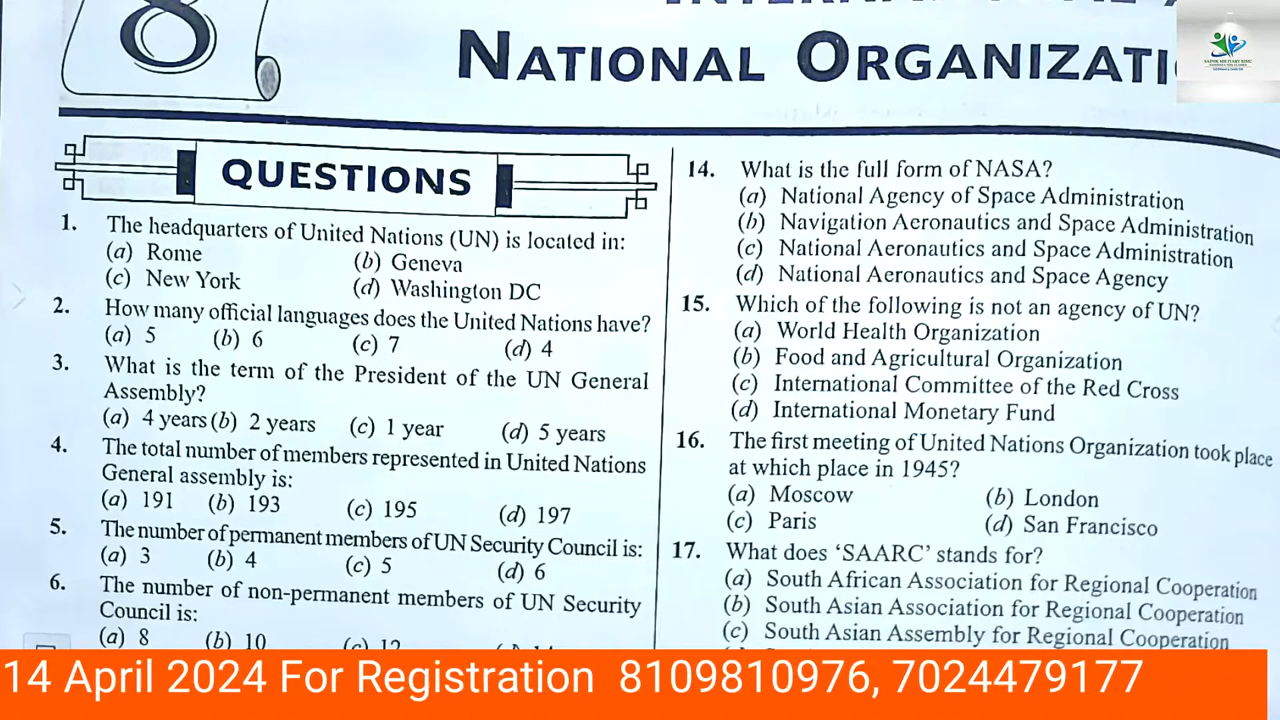 8
NATIONAL ORGANIZATI
QUESTIONS
1. The headquarters of United Nations (UN) is located in:
(a) Rome (b) Geneva
(c) New York (d) Washington DC
2. How many official languages does the United Nations have?
(a) 5 (b) 6 (c) 7 (d) 4
3. What is the term of the President of the UN General
Assembly?
(a) 4 years (b) 2 years (c) 1 year (d) 5 years
4. The total number of members represented in United Nations
General assembly is:
(a) 191 (b) 193 (c) 195 (d) 197
5. The number of permanent members of UN Security Council is:
(a) 3 (b) 4 (c) 5 (d) 6
6. The number of non-permanent members of UN Security
Council is:
(a) 8 (b) 10 (c) 12
14. What is the full form of NASA?
(a) National Agency of Space Administration
(b) Navigation Aeronautics and Space Administration
(c) National Aeronautics and Space Administration
(d) National Aeronautics and Space Agency
15. Which of the following is not an agency of UN?
(a) World Health Organization
(b) Food and Agricultural Organization
(c) International Committee of the Red Cross
(d) International Monetary Fund
16. The first meeting of United Nations Organization took place
at which place in 1945?
(a) Moscow (b) London
(c) Paris (d) San Francisco
17. What does ‘SAARC’ stands for?
(a) South African Association for Regional Cooperation
(b) South Asian Association for Regional Cooperation
(c) South Asian Assembly for Regional Cooperation
14 April 2024 For Registration 8109810976, 7024479177